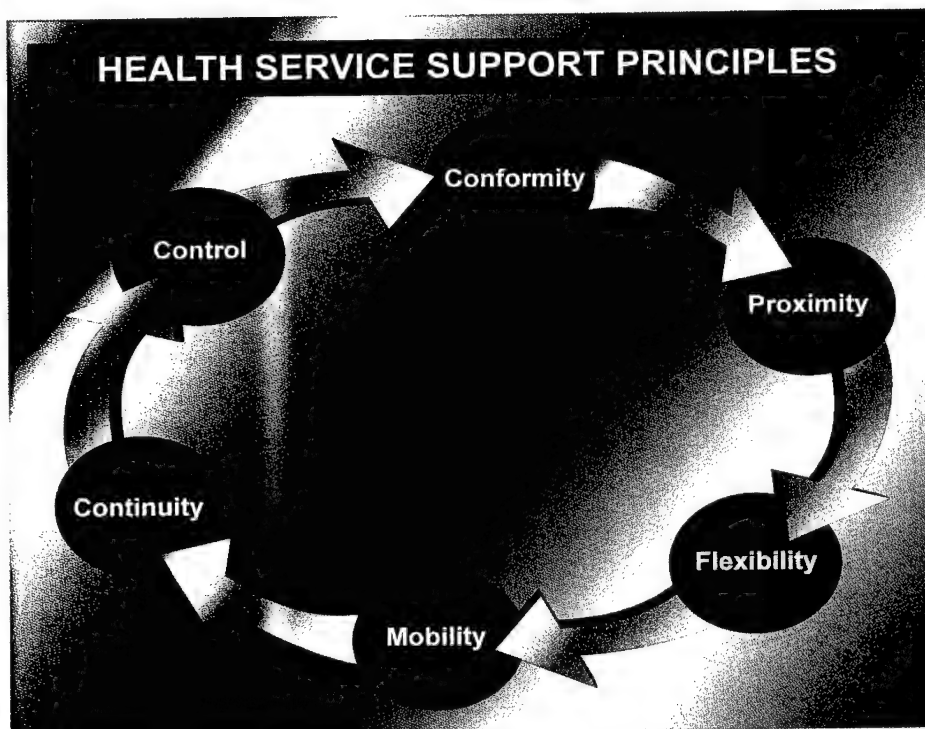 HEALTH SERVICE SUPPORT PRINCIPLES
Conformity
Proximity
Flexibility
Mobility
Continuity
Control